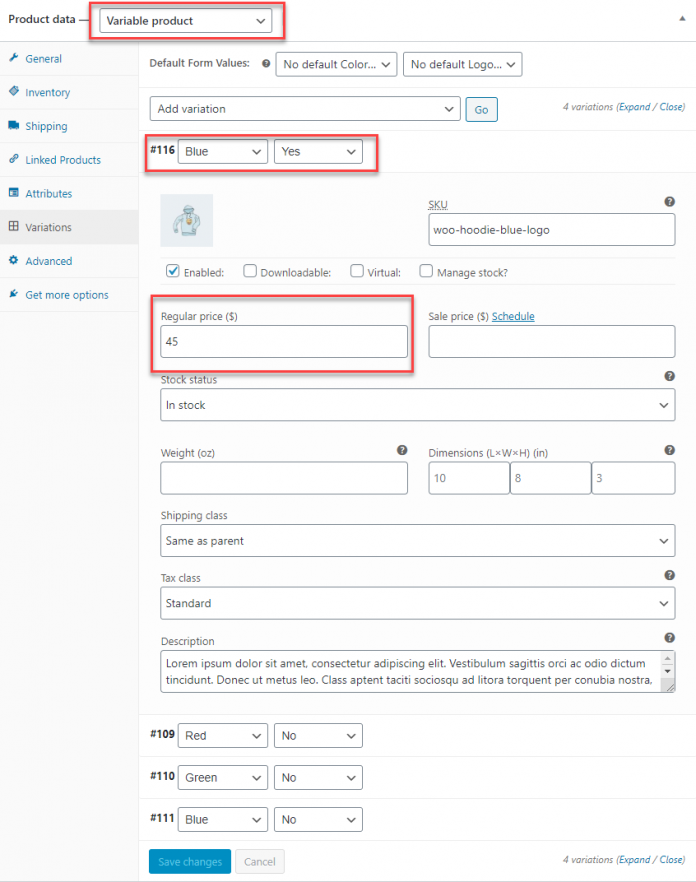 Product data — Variable product
General
Inventory
Shipping
Linked Products
Attributes
Variations
Advanced
Get more options
Default Form Values: No default Color... No default Logo...
Add variation Go 4 variations (Expand / Close)
#116 Blue Yes
SKU
woo-hoodie-blue-logo
Enabled: Downloadable: Virtual: Manage stock?
Regular price ($) Sale price ($) Schedule
45
Stock status
In stock
Weight (oz) Dimensions (L×W×H) (in)
10 8 3
Shipping class
Same as parent
Tax class
Standard
Description
Lorem ipsum dolor sit amet, consectetur adipiscing elit. Vestibulum sagittis orci ac odio dictum
tincidunt. Donec ut metus leo. Class aptent taciti sociosqu ad litora torquent per conubia nostra.
#109 Red No
#110 Green No
#111 Blue No
Save changes Cancel 4 variations (Expand / Close)